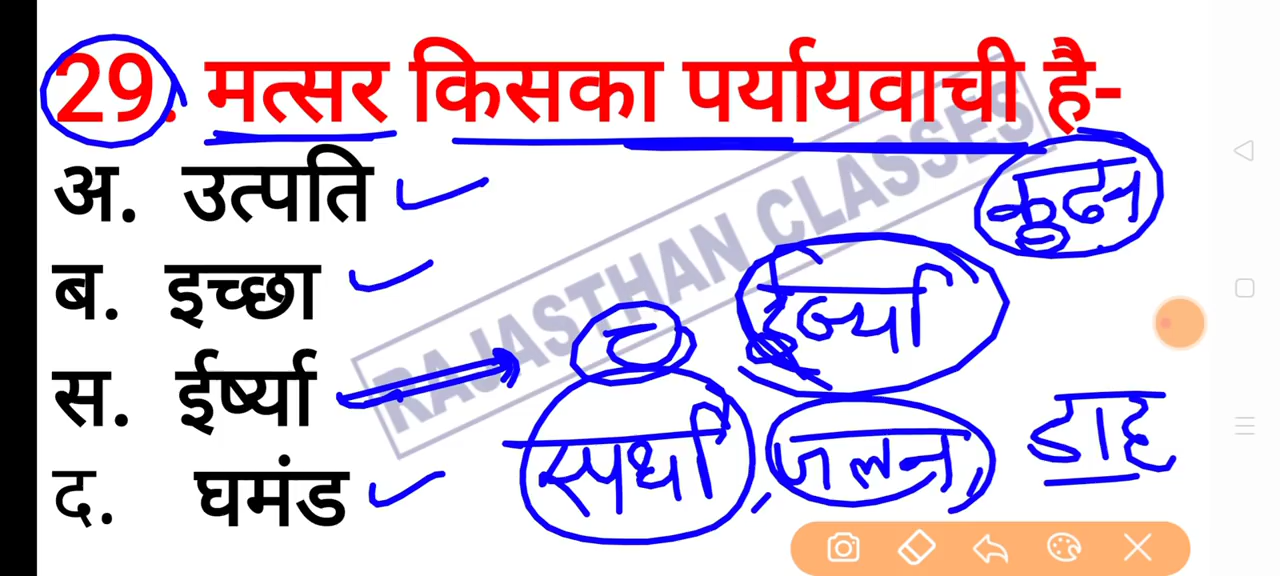 29. मत्सर किसका पर्यायवाची है-
अ. उत्पति
ब. इच्छा
स. ईर्ष्या
द. घमंड
कुढन
ईर्ष्या
स्पर्धा, जलन, डाह
RAJASTHAN CLASSES